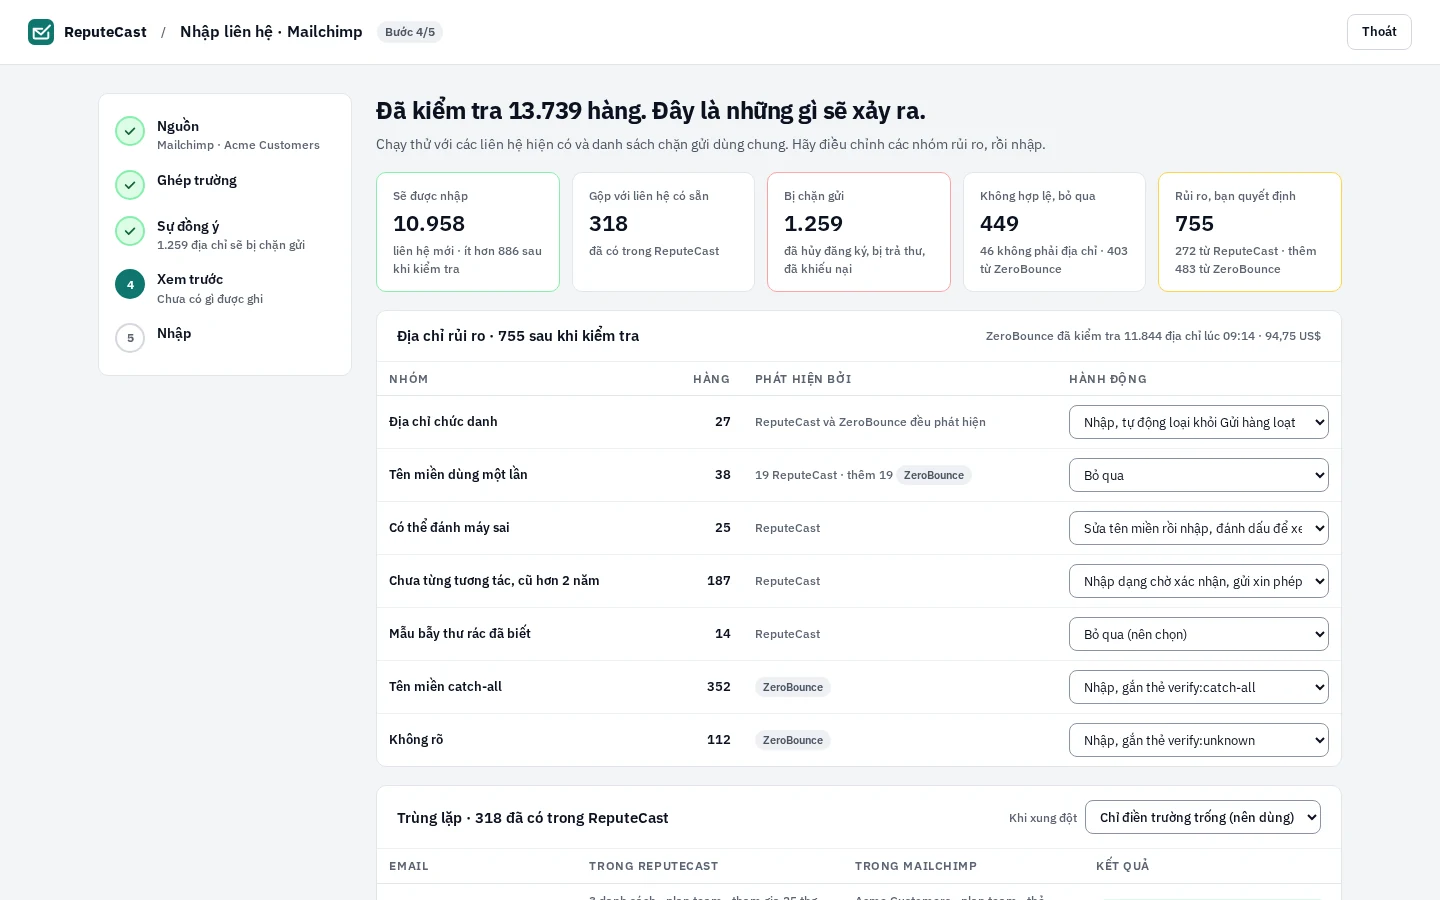 ReputeCast / Nhập liên hệ · Mailchimp Bước 4/5 Thoát
Nguồn
Mailchimp · Acme Customers
Ghép trường
Sự đồng ý
1.259 địa chỉ sẽ bị chặn gửi
4 Xem trước
Chưa có gì được ghi
5 Nhập
Đã kiểm tra 13.739 hàng. Đây là những gì sẽ xảy ra.
Chạy thử với các liên hệ hiện có và danh sách chặn gửi dùng chung. Hãy điều chỉnh các nhóm rủi ro, rồi nhập.
Sẽ được nhập
10.958
liên hệ mới · ít hơn 886 sau
khi kiểm tra
Gộp với liên hệ có sẵn
318
đã có trong ReputeCast
Bị chặn gửi
1.259
đã hủy đăng ký, bị trả thư,
đã khiếu nại
Không hợp lệ, bỏ qua
449
46 không phải địa chỉ · 403
từ ZeroBounce
Rủi ro, bạn quyết định
755
272 từ ReputeCast · thêm
483 từ ZeroBounce
Địa chỉ rủi ro · 755 sau khi kiểm tra ZeroBounce đã kiểm tra 11.844 địa chỉ lúc 09:14 · 94,75 US$
NHÓM HÀNG PHÁT HIỆN BỞI HÀNH ĐỘNG
Địa chỉ chức danh 27 ReputeCast và ZeroBounce đều phát hiện Nhập, tự động loại khỏi Gửi hàng loạt
Tên miền dùng một lần 38 19 ReputeCast · thêm 19 ZeroBounce Bỏ qua
Có thể đánh máy sai 25 ReputeCast Sửa tên miền rồi nhập, đánh dấu để xe
Chưa từng tương tác, cũ hơn 2 năm 187 ReputeCast Nhập dạng chờ xác nhận, gửi xin phép
Mẫu bẫy thư rác đã biết 14 ReputeCast Bỏ qua (nên chọn)
Tên miền catch-all 352 ZeroBounce Nhập, gắn thẻ verify:catch-all
Không rõ 112 ZeroBounce Nhập, gắn thẻ verify:unknown
Trùng lặp · 318 đã có trong ReputeCast Khi xung đột Chỉ điền trường trống (nên dùng)
EMAIL TRONG REPUTECAST TRONG MAILCHIMP KẾT QUẢ